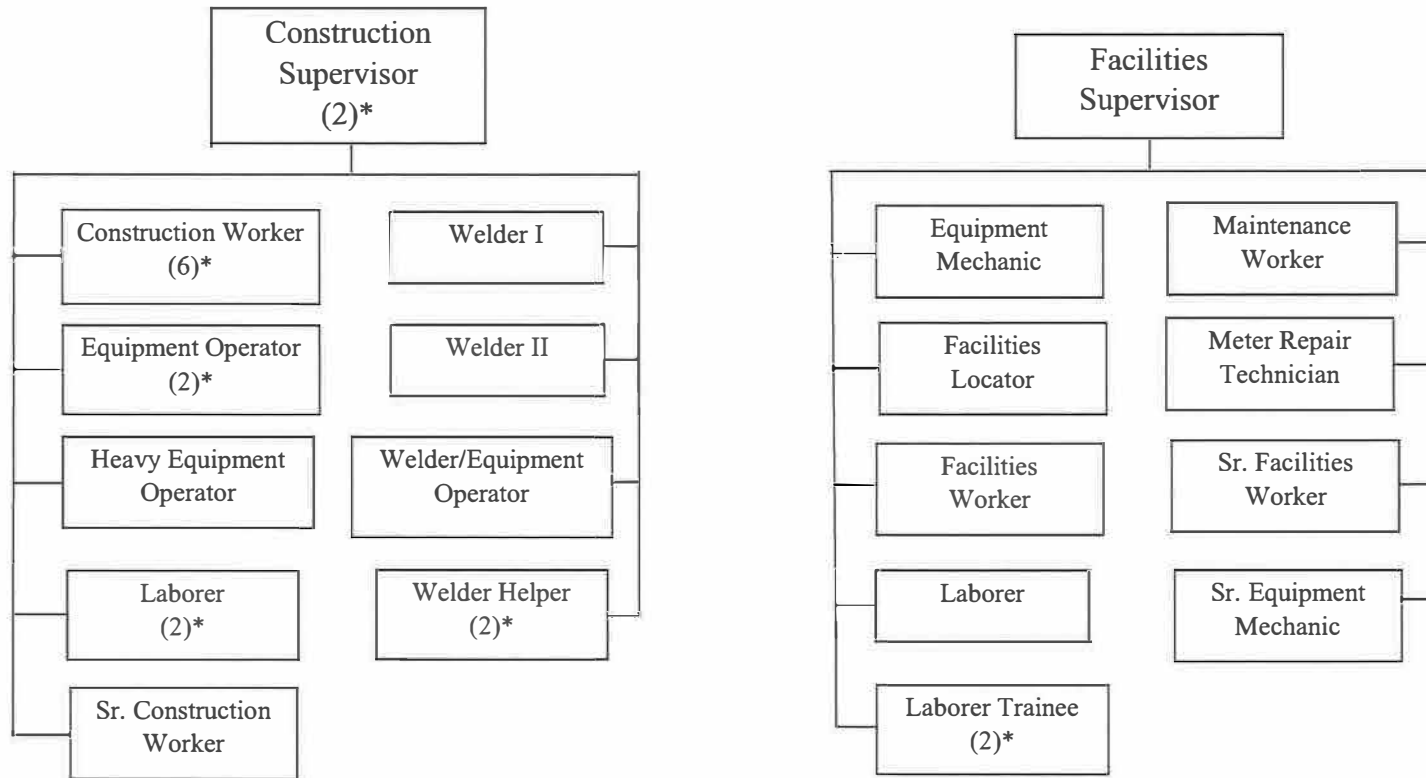 Construction
Supervisor
(2)*
Construction Worker
(6)*
Equipment Operator
(2)*
Heavy Equipment
Operator
Laborer
(2)*
Sr. Construction
Worker
Welder I
Welder II
Welder/Equipment
Operator
Welder Helper
(2)*
Facilities
Supervisor
Equipment
Mechanic
Facilities
Locator
Facilities
Worker
Laborer
Laborer Trainee
(2)*
Maintenance
Worker
Meter Repair
Technician
Sr. Facilities
Worker
Sr. Equipment
Mechanic